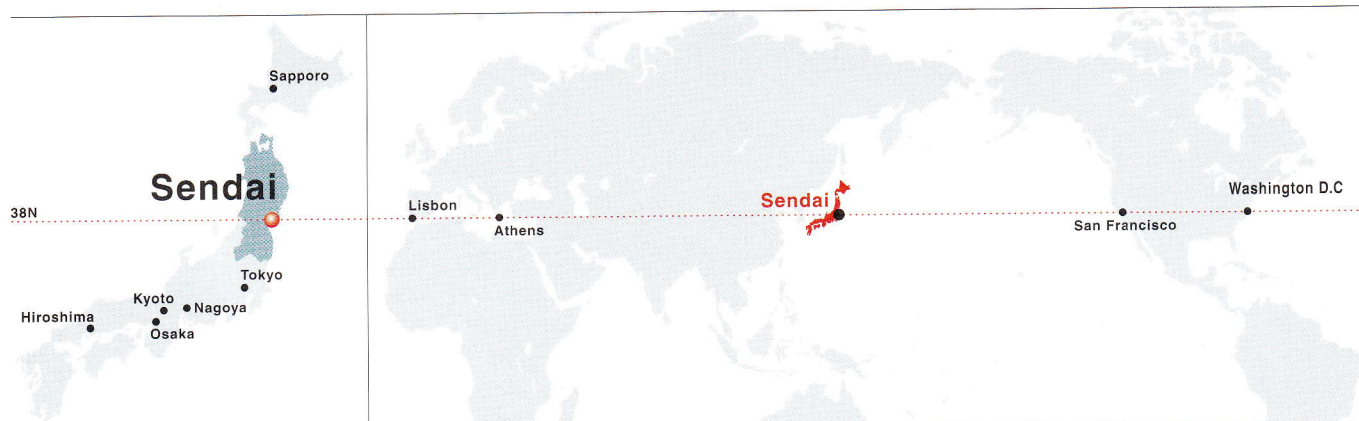 Sapporo
Sendai
38N
Tokyo
Kyoto
Nagoya
Hiroshima
Osaka
Lisbon
Athens
Sendai
San Francisco
Washington D.C